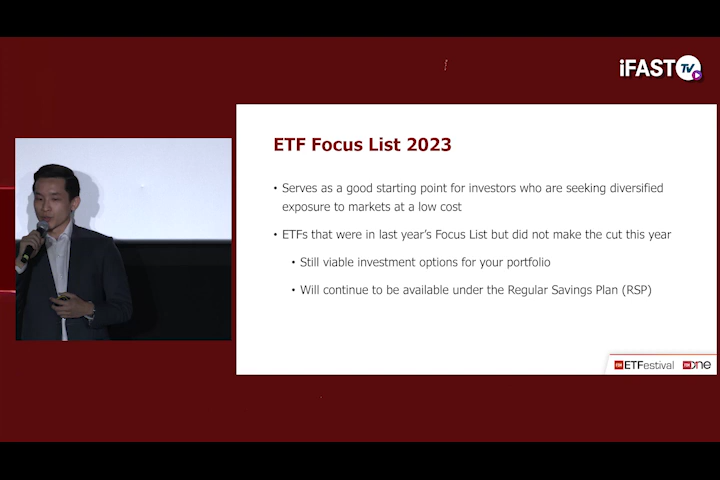 iFAST TV
ETF Focus List 2023
• Serves as a good starting point for investors who are seeking diversified
exposure to markets at a low cost
• ETFs that were in last year’s Focus List but did not make the cut this year
• Still viable investment options for your portfolio
• Will continue to be available under the Regular Savings Plan (RSP)
ETFestival
one